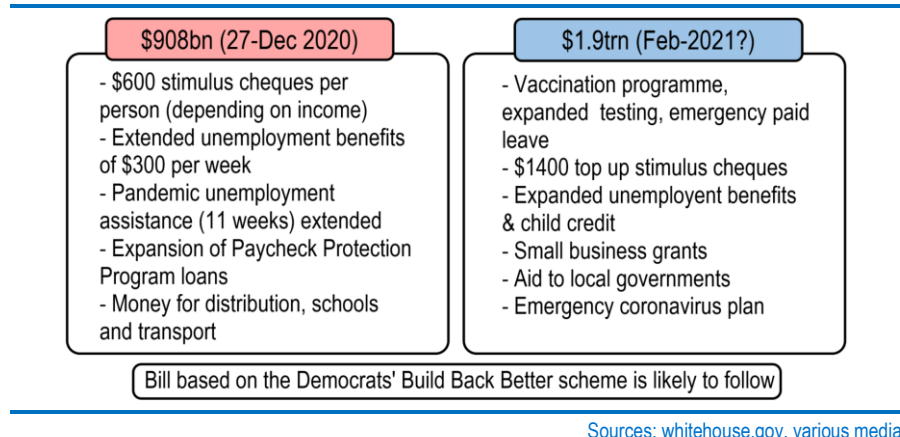 $908bn (27-Dec 2020)
- $600 stimulus cheques per
person (depending on income)
- Extended unemployment benefits
of $300 per week
- Pandemic unemployment
assistance (11 weeks) extended
- Expansion of Paycheck Protection
Program loans
- Money for distribution, schools
and transport
$1.9trn (Feb-2021?)
- Vaccination programme,
expanded testing, emergency paid
leave
- $1400 top up stimulus cheques
- Expanded unemployent benefits
& child credit
- Small business grants
- Aid to local governments
- Emergency coronavirus plan
Bill based on the Democrats' Build Back Better scheme is likely to follow
Sources: whitehouse.gov, various media